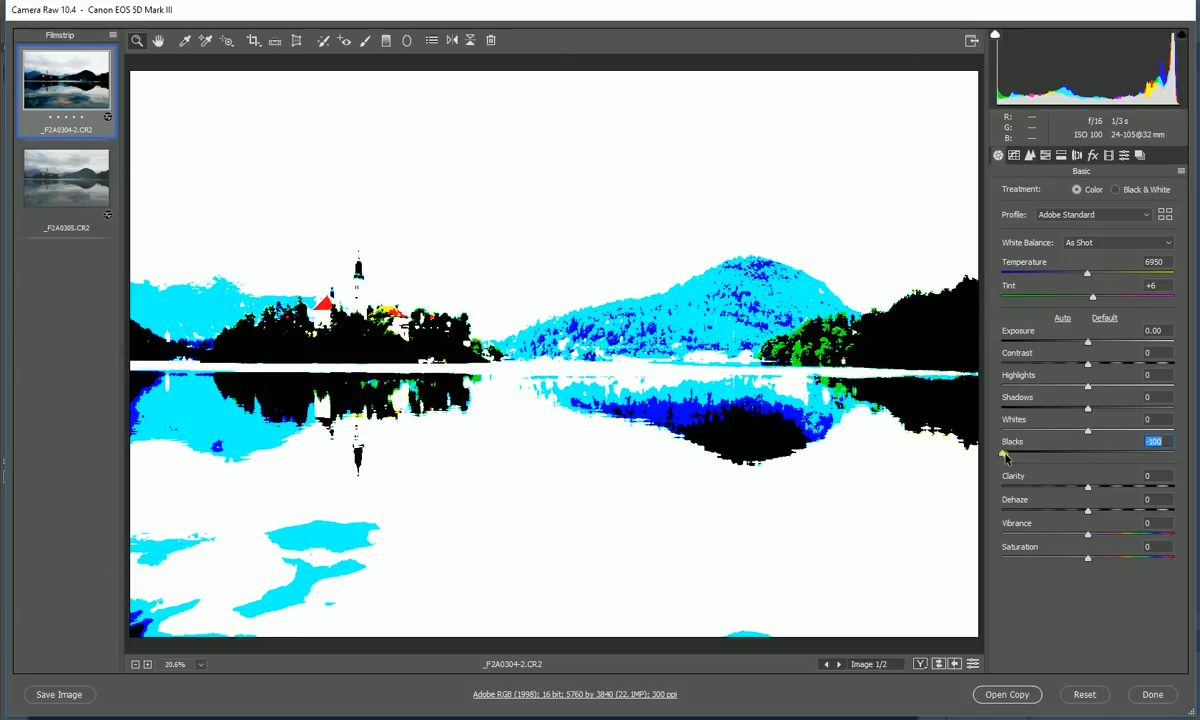 Camera Raw 10.4 - Canon EOS 5D Mark III
Filmstrip
_F2A0304-2.CR2
_F2A0305.CR2
R: ---
G: ---
B: ---
f/16 1/3 s
ISO 100 24-105@32 mm
fx
Basic
Treatment: Color Black & White
Profile: Adobe Standard
White Balance: As Shot
Temperature 6950
Tint +6
Auto Default
Exposure 0.00
Contrast 0
Highlights 0
Shadows 0
Whites 0
Blacks -100
Clarity 0
Dehaze 0
Vibrance 0
Saturation 0
20.6%
_F2A0304-2.CR2
Image 1/2
Y
Save Image
Adobe RGB (1998); 16 bit; 5760 by 3840 (22.1MP); 300 ppi
Open Copy
Reset
Done